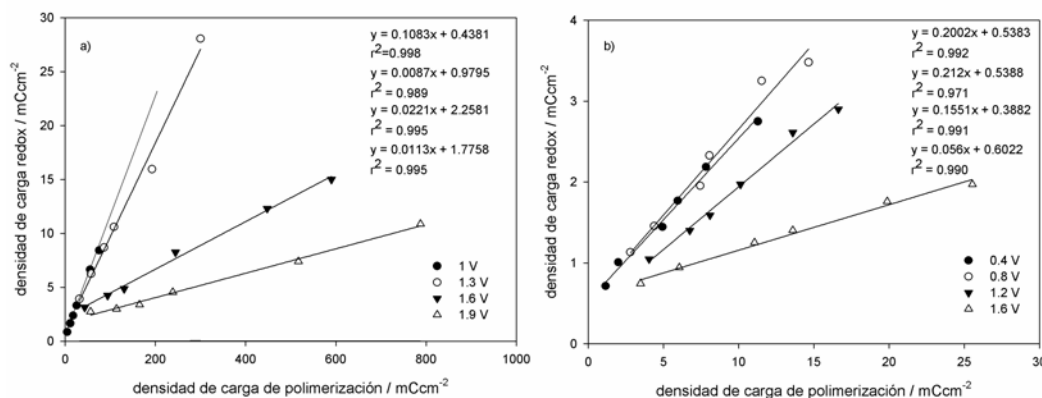 a)
y = 0.1083x + 0.4381
r²=0.998
y = 0.0087x + 0.9795
r² = 0.989
y = 0.0221x + 2.2581
r² = 0.995
y = 0.0113x + 1.7758
r² = 0.995
densidad de carga redox / mCcm⁻²
30
25
20
15
10
5
0
1 V
1.3 V
1.6 V
1.9 V
0 200 400 600 800 1000
densidad de carga de polimerización / mCcm⁻²
b)
y = 0.2002x + 0.5383
r² = 0.992
y = 0.212x + 0.5388
r² = 0.971
y = 0.1551x + 0.3882
r² = 0.991
y = 0.056x + 0.6022
r² = 0.990
densidad de carga redox / mCcm⁻²
4
3
2
1
0
0.4 V
0.8 V
1.2 V
1.6 V
0 5 10 15 20 25 30
densidad de carga de polimerización / mCcm⁻²